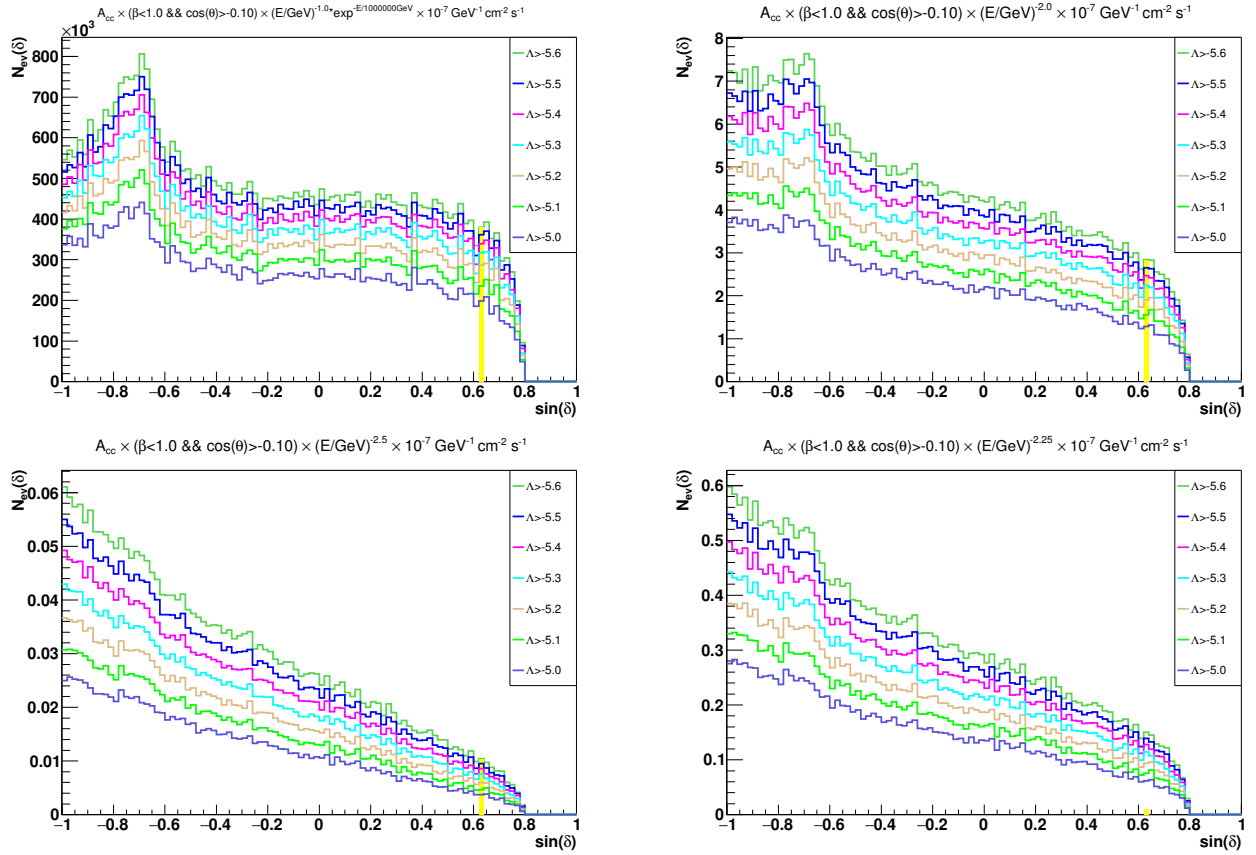 A_cc × (β<1.0 && cos(θ)>-0.10) × (E/GeV)^-1.0*exp^-E/1000000GeV × 10^-7 GeV^-1 cm^-2 s^-1
×10^3
N_ev(δ)
800
700
600
500
400
300
200
100
0
−1 −0.8 −0.6 −0.4 −0.2 0 0.2 0.4 0.6 0.8 1
sin(δ)
Λ>-5.6
Λ>-5.5
Λ>-5.4
Λ>-5.3
Λ>-5.2
Λ>-5.1
Λ>-5.0
A_cc × (β<1.0 && cos(θ)>-0.10) × (E/GeV)^-2.0 × 10^-7 GeV^-1 cm^-2 s^-1
N_ev(δ)
8
7
6
5
4
3
2
1
0
−1 −0.8 −0.6 −0.4 −0.2 0 0.2 0.4 0.6 0.8 1
sin(δ)
Λ>-5.6
Λ>-5.5
Λ>-5.4
Λ>-5.3
Λ>-5.2
Λ>-5.1
Λ>-5.0
A_cc × (β<1.0 && cos(θ)>-0.10) × (E/GeV)^-2.5 × 10^-7 GeV^-1 cm^-2 s^-1
N_ev(δ)
0.06
0.05
0.04
0.03
0.02
0.01
0
−1 −0.8 −0.6 −0.4 −0.2 0 0.2 0.4 0.6 0.8 1
sin(δ)
Λ>-5.6
Λ>-5.5
Λ>-5.4
Λ>-5.3
Λ>-5.2
Λ>-5.1
Λ>-5.0
A_cc × (β<1.0 && cos(θ)>-0.10) × (E/GeV)^-2.25 × 10^-7 GeV^-1 cm^-2 s^-1
N_ev(δ)
0.6
0.5
0.4
0.3
0.2
0.1
0
−1 −0.8 −0.6 −0.4 −0.2 0 0.2 0.4 0.6 0.8 1
sin(δ)
Λ>-5.6
Λ>-5.5
Λ>-5.4
Λ>-5.3
Λ>-5.2
Λ>-5.1
Λ>-5.0